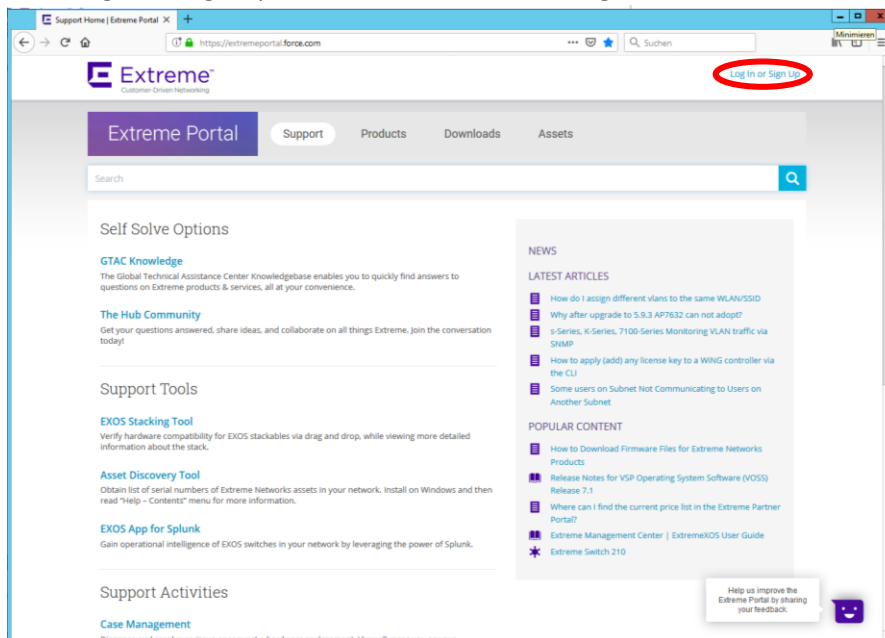 Support Home | Extreme Portal
Minimieren
https://extremeportal.force.com
Suchen
Extreme
Customer-Driven Networking
Log In or Sign Up
Extreme Portal
Support
Products
Downloads
Assets
Search
Self Solve Options
GTAC Knowledge
The Global Technical Assistance Center Knowledgebase enables you to quickly find answers to
questions on Extreme products & services, all at your convenience.
The Hub Community
Get your questions answered, share ideas, and collaborate on all things Extreme. Join the conversation
today!
Support Tools
EXOS Stacking Tool
Verify hardware compatibility for EXOS stackables via drag and drop, while viewing more detailed
information about the stack.
Asset Discovery Tool
Obtain list of serial numbers of Extreme Networks assets in your network. Install on Windows and then
read "Help – Contents" menu for more information.
EXOS App for Splunk
Gain operational intelligence of EXOS switches in your network by leveraging the power of Splunk.
Support Activities
Case Management
NEWS
LATEST ARTICLES
How do I assign different vlans to the same WLAN/SSID
Why after upgrade to 5.9.3 AP7632 can not adopt?
s-Series, K-Series, 7100-Series Monitoring VLAN traffic via
SNMP
How to apply (add) any license key to a WiNG controller via
the CLI
Some users on Subnet Not Communicating to Users on
Another Subnet
POPULAR CONTENT
How to Download Firmware Files for Extreme Networks
Products
Release Notes for VSP Operating System Software (VOSS)
Release 7.1
Where can I find the current price list in the Extreme Partner
Portal?
Extreme Management Center | ExtremeXOS User Guide
Extreme Switch 210
Help us improve the
Extreme Portal by sharing
your feedback.